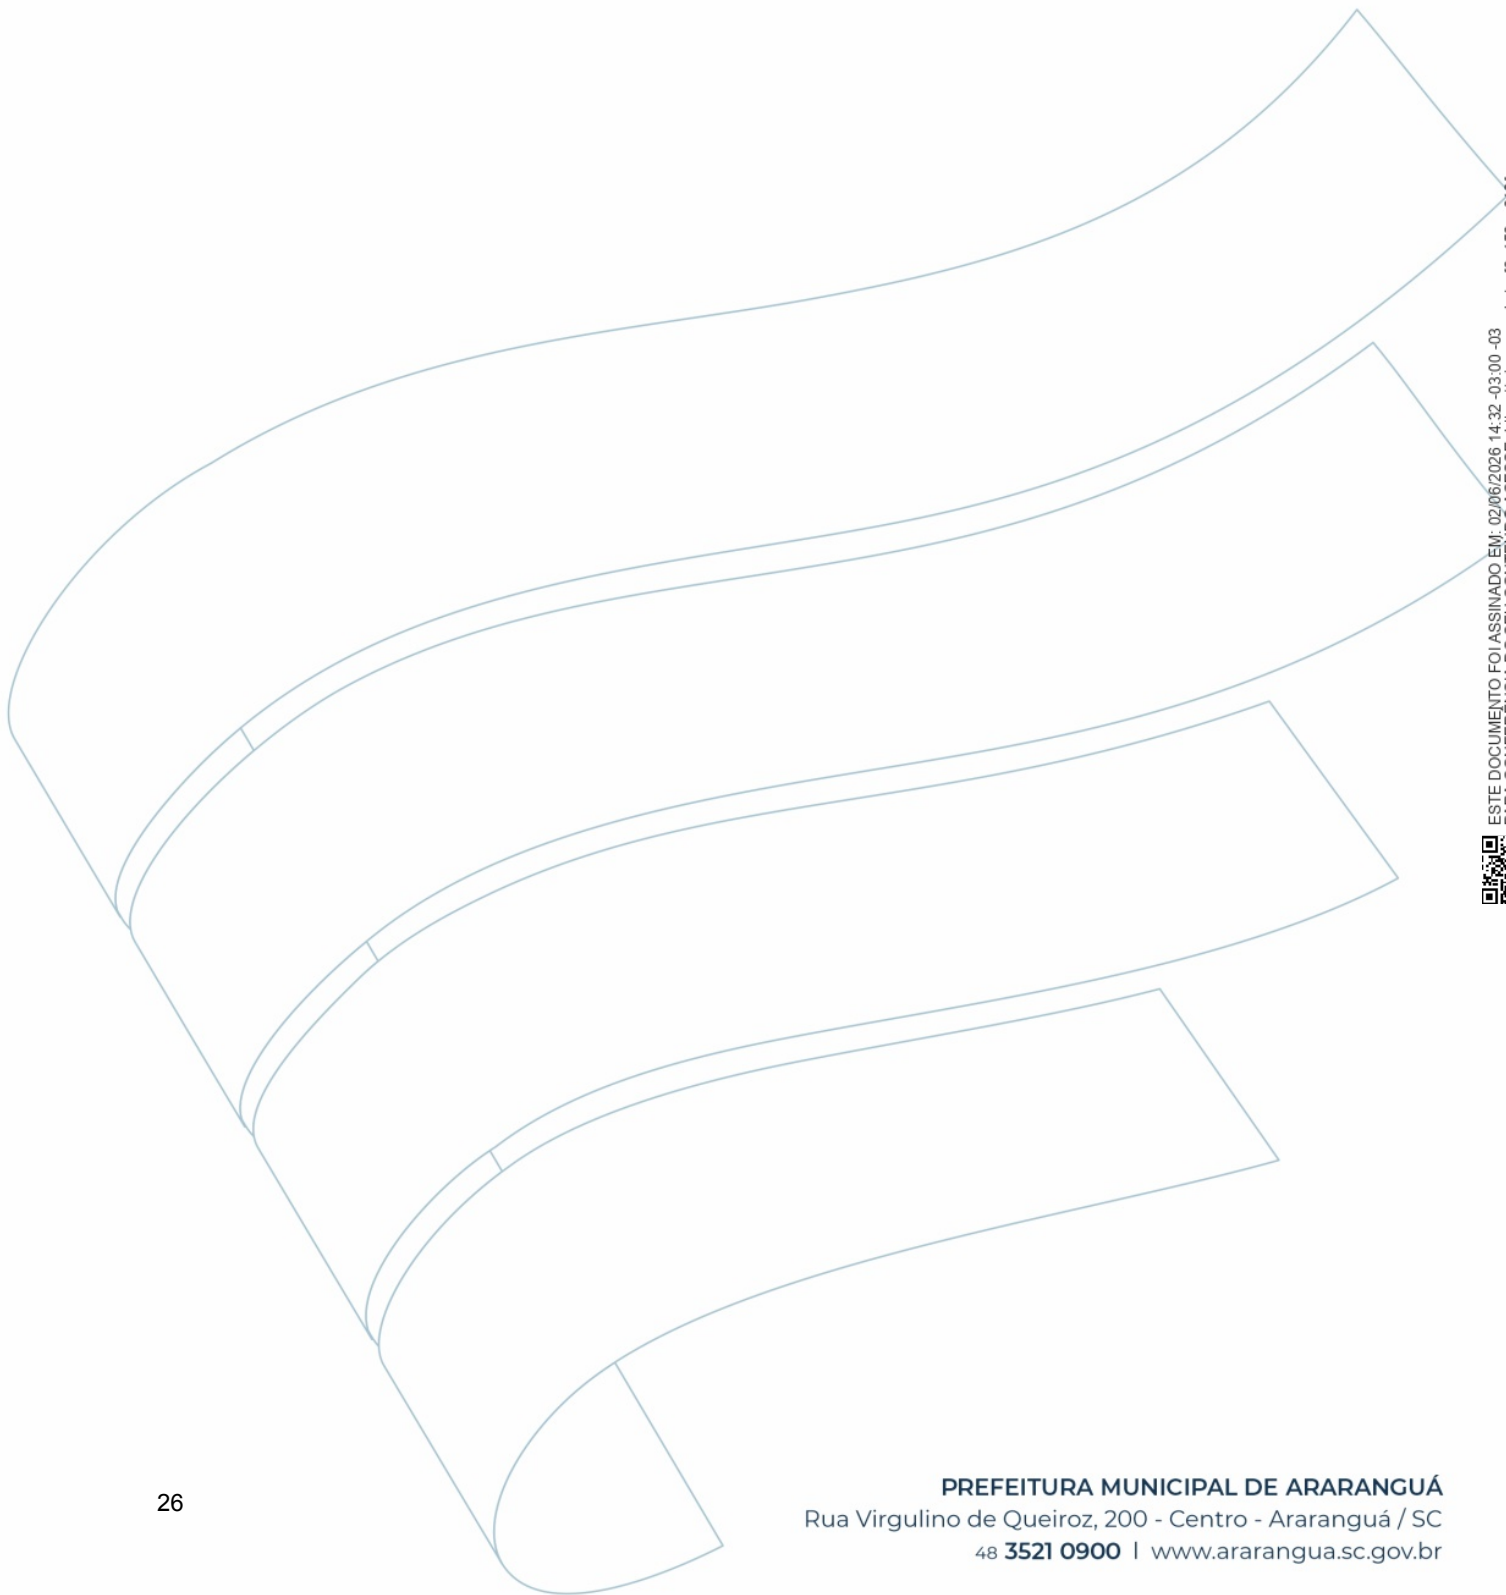 ESTE DOCUMENTO FOI ASSINADO EM: 02/06/2026 14:32 -03:00 -03
26
PREFEITURA MUNICIPAL DE ARARANGUÁ
Rua Virgulino de Queiroz, 200 - Centro - Araranguá / SC
48 3521 0900 | www.ararangua.sc.gov.br